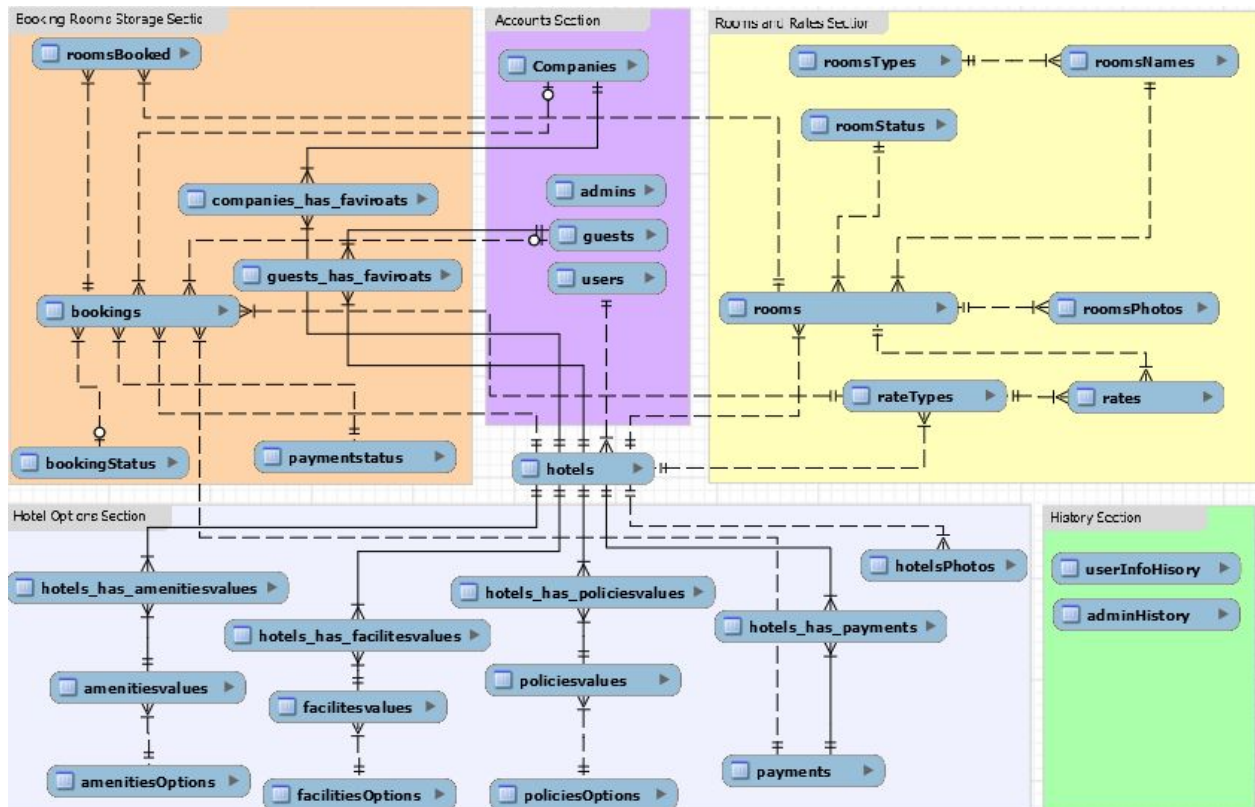 Booking Rooms Storage Sectio
roomsBooked
companies_has_faviroats
guests_has_faviroats
bookings
bookingStatus
paymentstatus
Accounts Section
Companies
admins
guests
users
hotels
Rooms and Rates Section
roomsTypes
roomsNames
roomStatus
rooms
roomsPhotos
rateTypes
rates
Hotel Options Section
hotelsPhotos
hotels_has_amenitiesvalues
hotels_has_facilitesvalues
hotels_has_policiesvalues
hotels_has_payments
amenitiesvalues
facilitesvalues
policiesvalues
amenitiesOptions
facilitiesOptions
policiesOptions
payments
History Section
userInfoHisory
adminHistory